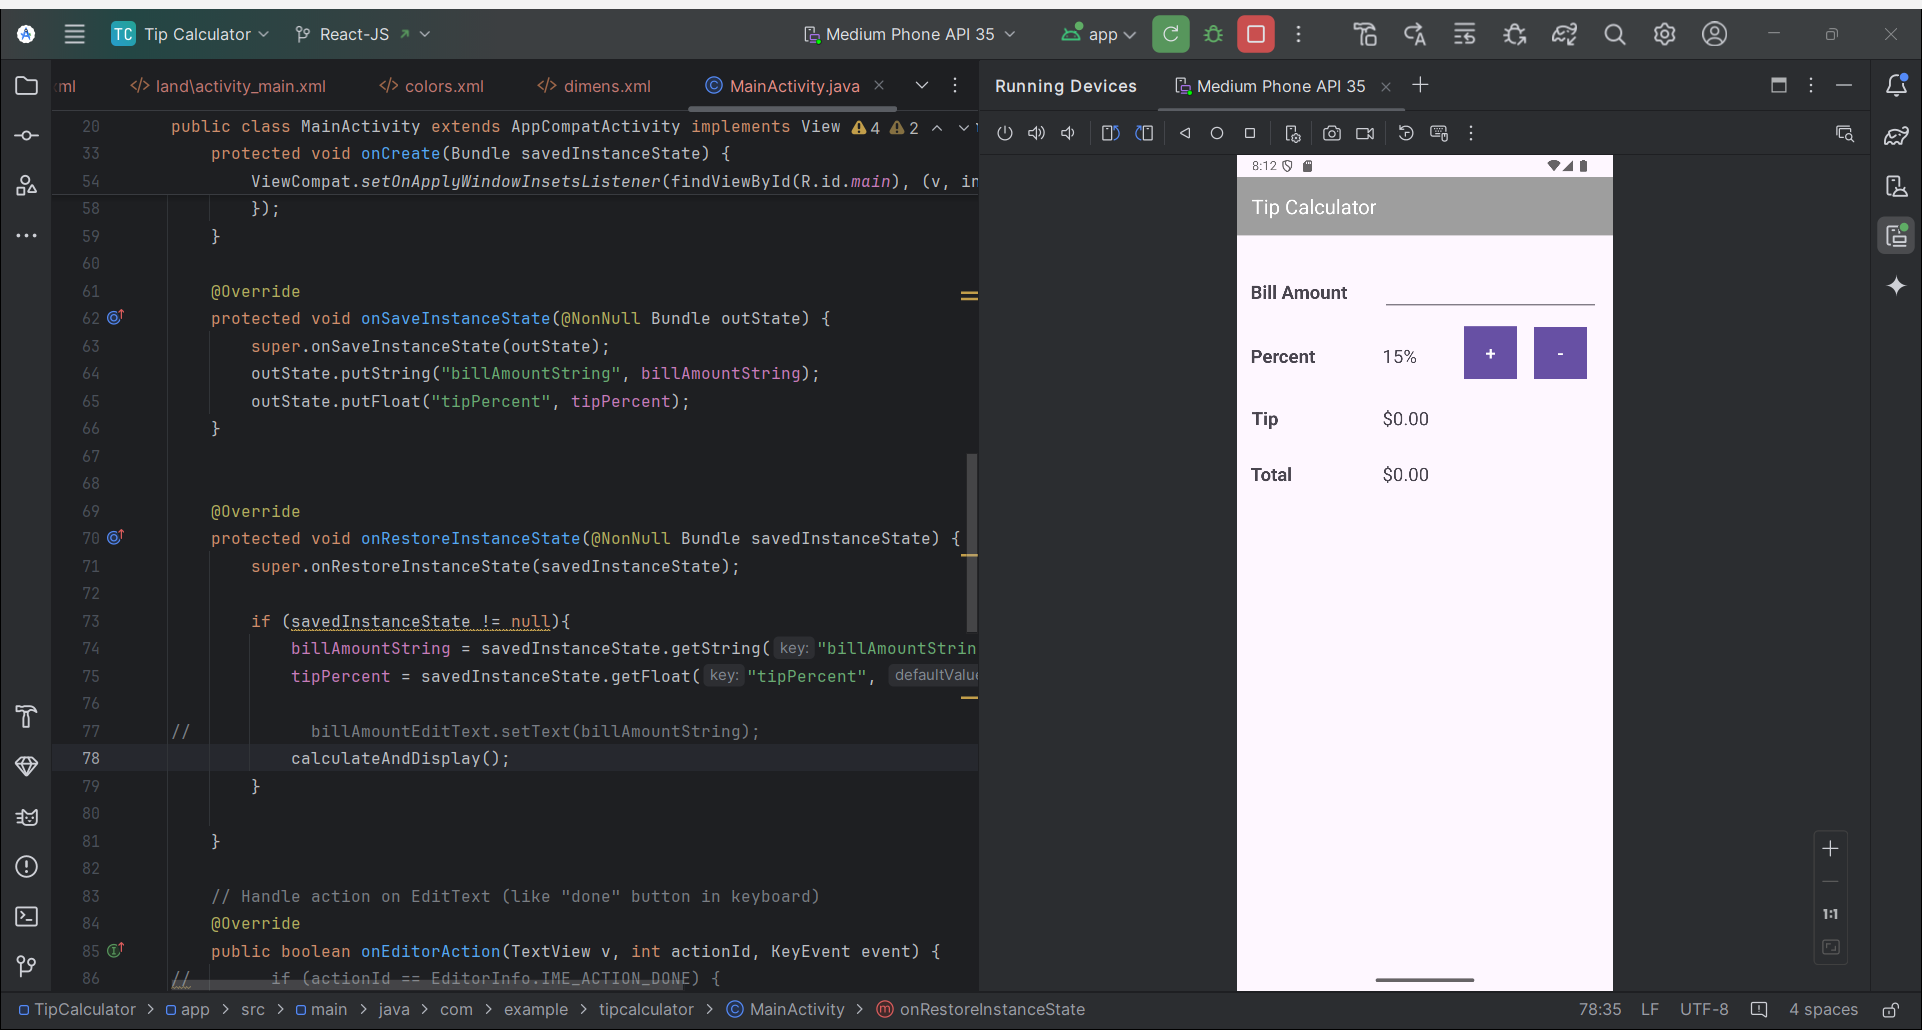 TC Tip Calculator React-JS Medium Phone API 35 app
ml land\activity_main.xml colors.xml dimens.xml MainActivity.java
Running Devices Medium Phone API 35
20 public class MainActivity extends AppCompatActivity implements View 4 2
33 protected void onCreate(Bundle savedInstanceState) {
54 ViewCompat.setOnApplyWindowInsetsListener(findViewById(R.id.main), (v, in
58 });
59 }
60
61 @Override
62 protected void onSaveInstanceState(@NonNull Bundle outState) {
63 super.onSaveInstanceState(outState);
64 outState.putString("billAmountString", billAmountString);
65 outState.putFloat("tipPercent", tipPercent);
66 }
67
68
69 @Override
70 protected void onRestoreInstanceState(@NonNull Bundle savedInstanceState) {
71 super.onRestoreInstanceState(savedInstanceState);
72
73 if (savedInstanceState != null){
74 billAmountString = savedInstanceState.getString( key: "billAmountStrin
75 tipPercent = savedInstanceState.getFloat( key: "tipPercent", defaultValue
76
77 // billAmountEditText.setText(billAmountString);
78 calculateAndDisplay();
79 }
80
81 }
82
83 // Handle action on EditText (like "done" button in keyboard)
84 @Override
85 public boolean onEditorAction(TextView v, int actionId, KeyEvent event) {
86 // if (actionId == EditorInfo.IME_ACTION_DONE) {
8:12
Tip Calculator
Bill Amount
Percent 15% + -
Tip $0.00
Total $0.00
1:1
TipCalculator app src main java com example tipcalculator MainActivity onRestoreInstanceState 78:35 LF UTF-8 4 spaces